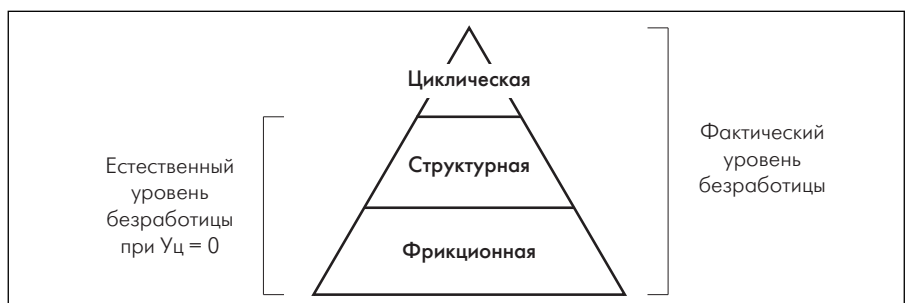 Циклическая
Структурная
Фрикционная
Естественный
уровень
безработицы
при Уц = 0
Фактический
уровень
безработицы